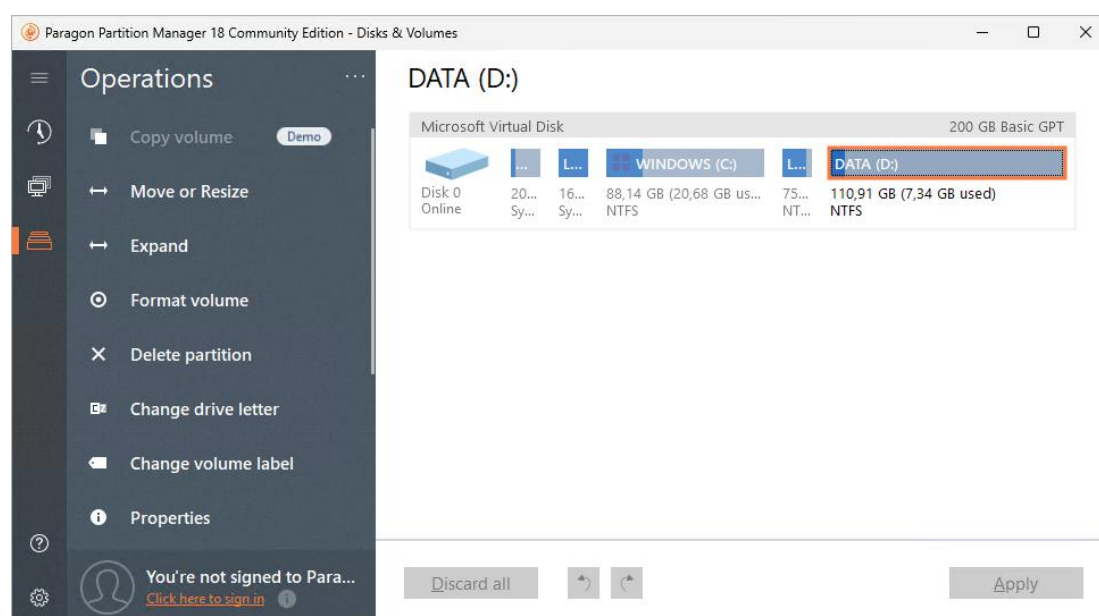 Paragon Partition Manager 18 Community Edition - Disks & Volumes
Operations
...
Copy volume Demo
Move or Resize
Expand
Format volume
Delete partition
Change drive letter
Change volume label
Properties
You're not signed to Para...
Click here to sign in
DATA (D:)
Microsoft Virtual Disk 200 GB Basic GPT
... L... WINDOWS (C:) L... DATA (D:)
Disk 0 20... 16... 88,14 GB (20,68 GB us... 75... 110,91 GB (7,34 GB used)
Online Sy... Sy... NTFS NT... NTFS
Discard all Apply